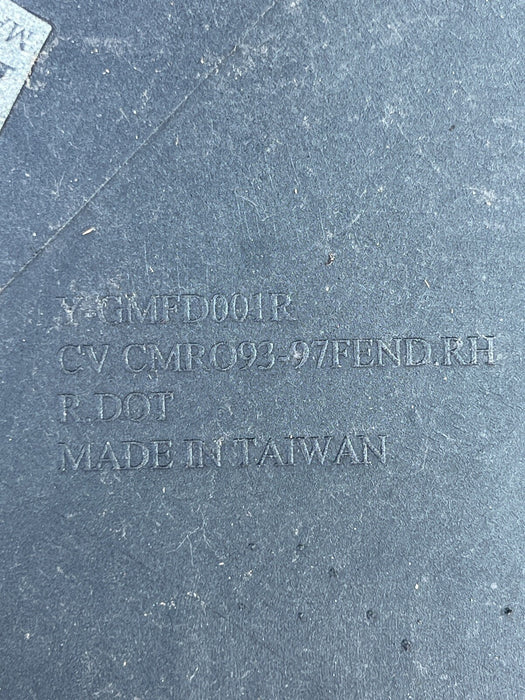 Y-GMFD001R
CV CMRO93-97FEND.RH
R.DOT
MADE IN TAIWAN